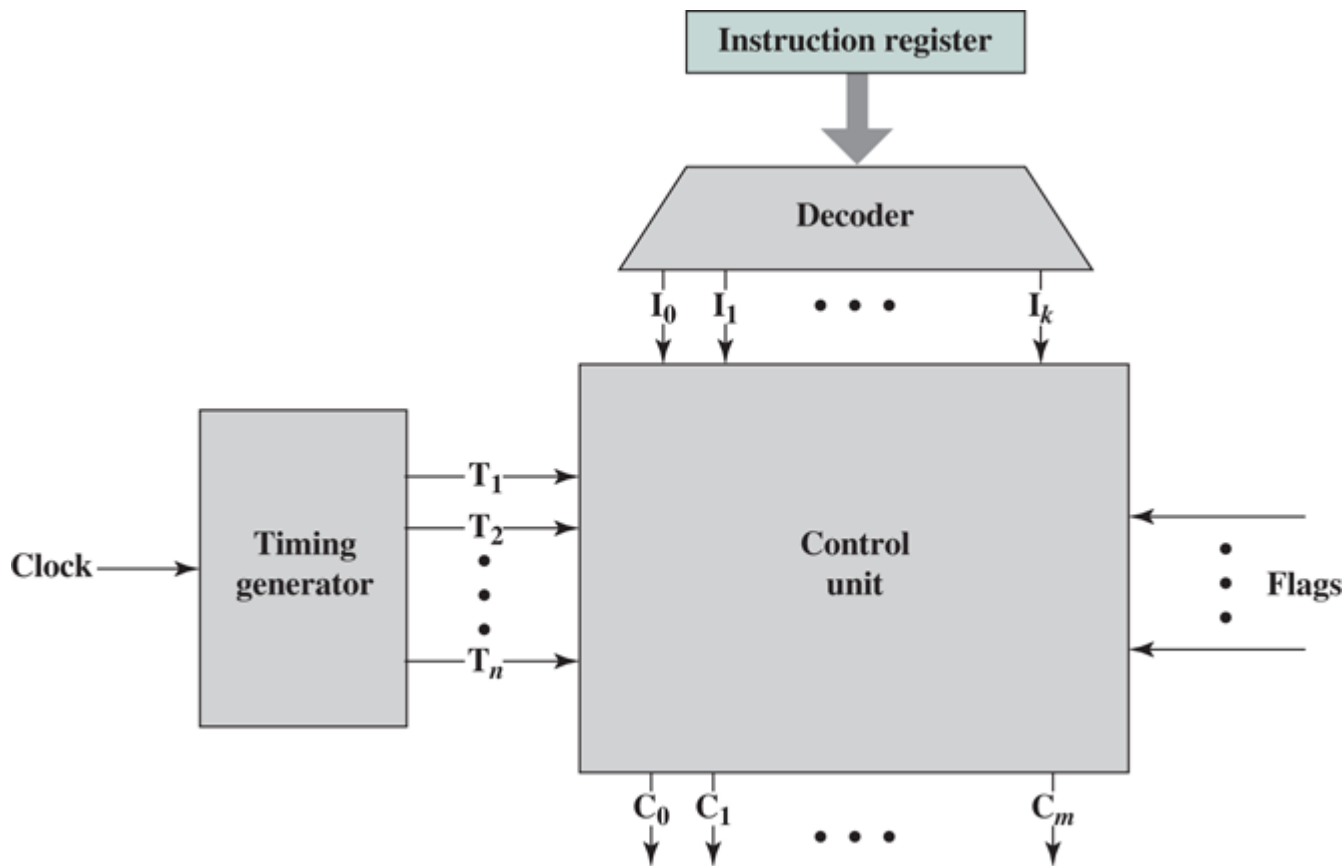 Instruction register
Decoder
I₀ I₁ • • • Iₖ
T₁
T₂
•
•
•
Tₙ
Clock
Timing
generator
Control
unit
•
•
•
Flags
C₀ C₁ • • • Cₘ